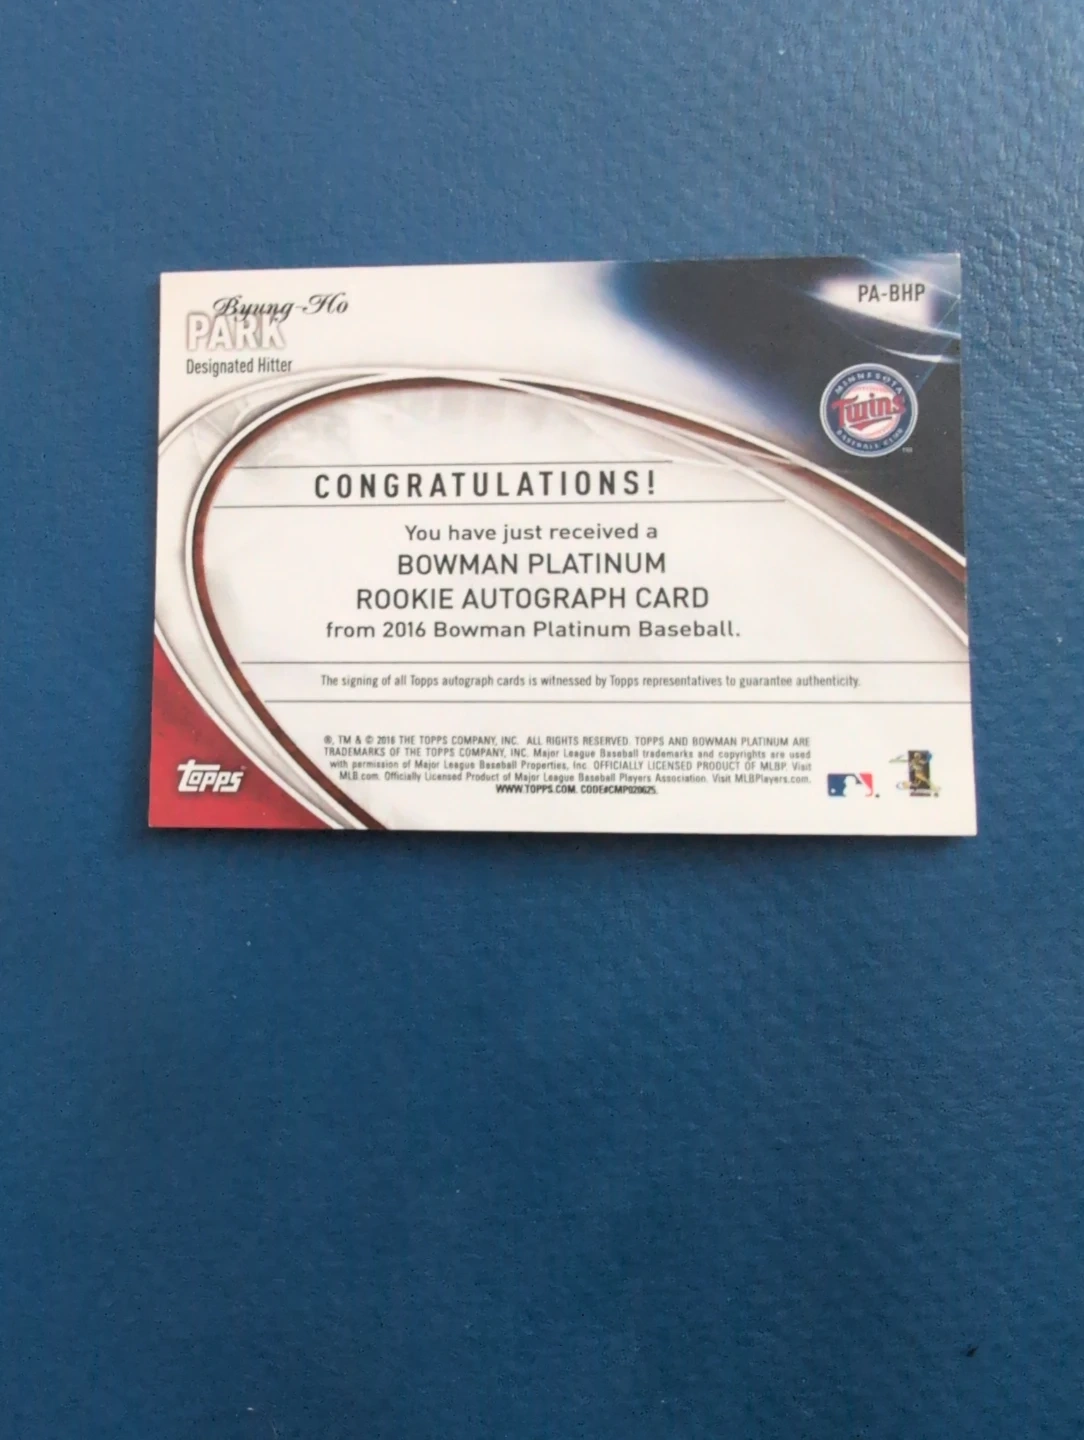 Byung-Ho
PARK
Designated Hitter
PA-BHP
MINNESOTA
Twins
BASEBALL CLUB
TM
CONGRATULATIONS!
You have just received a
BOWMAN PLATINUM
ROOKIE AUTOGRAPH CARD
from 2016 Bowman Platinum Baseball.
The signing of all Topps autograph cards is witnessed by Topps representatives to guarantee authenticity.
®, TM & © 2016 THE TOPPS COMPANY, INC. ALL RIGHTS RESERVED. TOPPS AND BOWMAN PLATINUM ARE
TRADEMARKS OF THE TOPPS COMPANY, INC. Major League Baseball trademarks and copyrights are used
with permission of Major League Baseball Properties, Inc. OFFICIALLY LICENSED PRODUCT OF MLBP. Visit
MLB.com. Officially Licensed Product of Major League Baseball Players Association. Visit MLBPlayers.com.
WWW.TOPPS.COM. CODE#CMP020625.
TOPPS